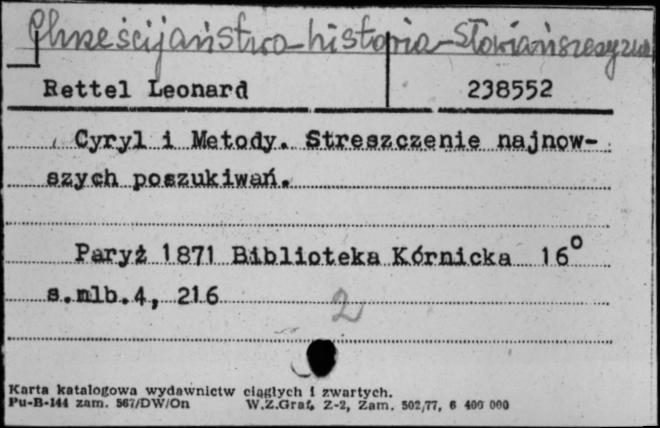 Chrześcijaństwo-historia-Słowiańszczyzna
Rettel Leonard 238552
Cyryl i Metody. Streszczenie najnow-
szych poszukiwań.
Paryż 1871 Biblioteka Kórnicka 16°
s.nlb.4, 216
2
Karta katalogowa wydawnictw ciągłych i zwartych.
Pu-B-144 zam. 567/DW/On W.Z.Graf. Z-2, Zam. 502/77, 6 400 000